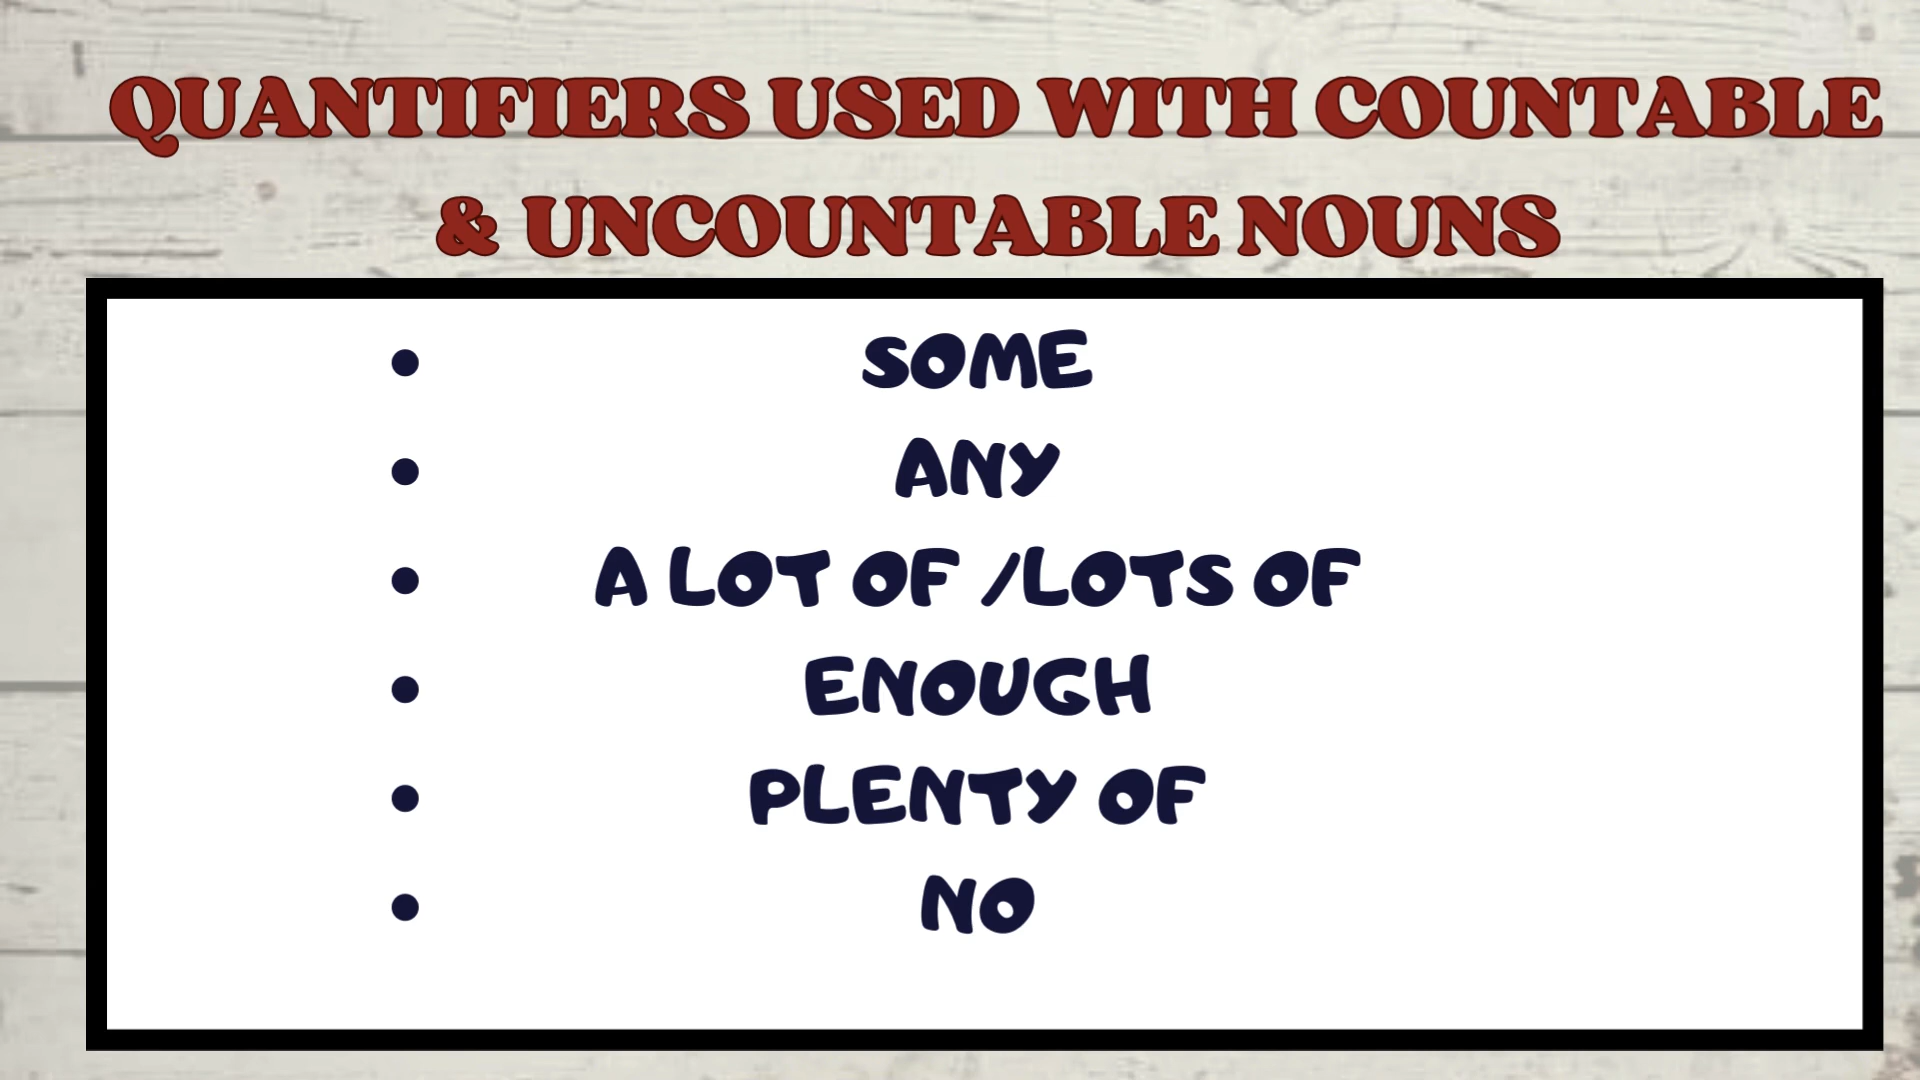 QUANTIFIERS USED WITH COUNTABLE
& UNCOUNTABLE NOUNS
• SOME
• ANY
• A LOT OF /LOTS OF
• ENOUGH
• PLENTY OF
• NO